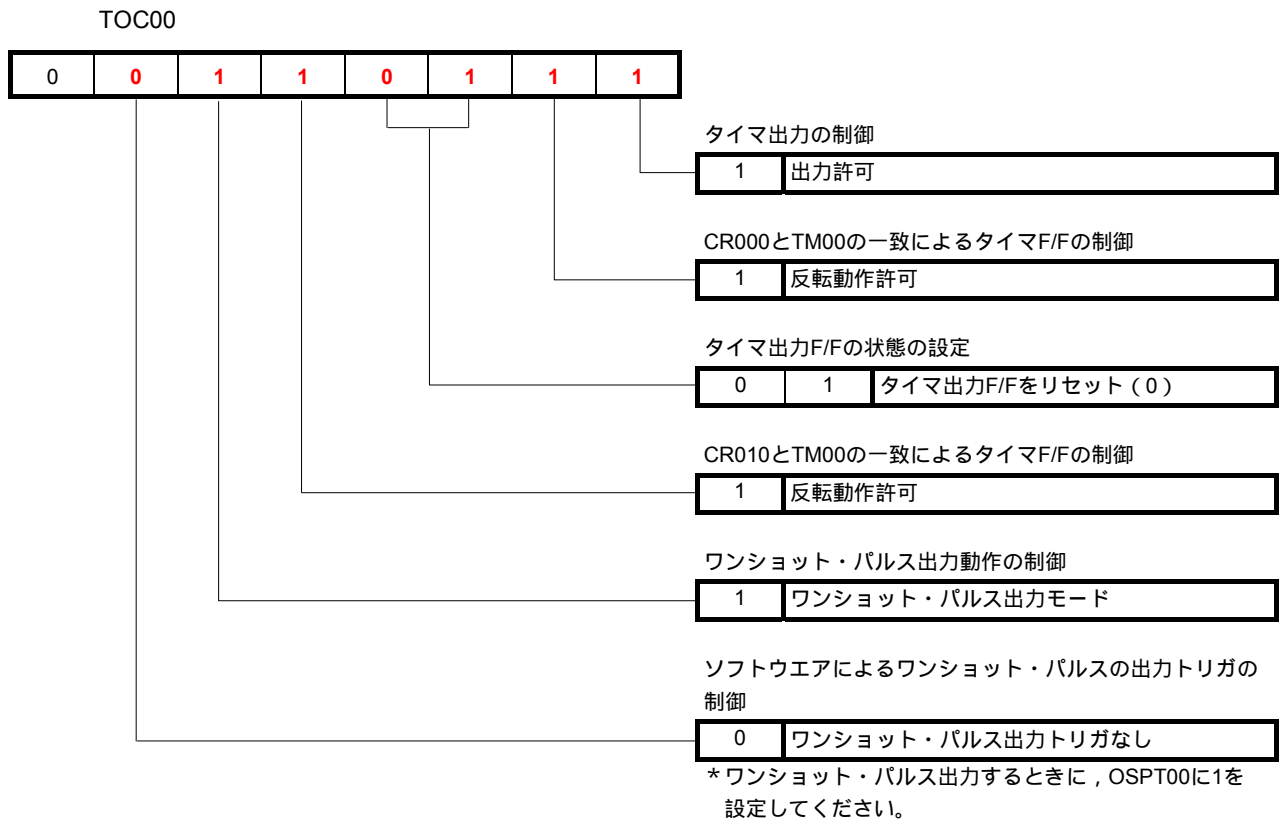 TOC00
0 0 1 1 0 1 1 1
タイマ出力の制御
1 出力許可
CR000とTM00の一致によるタイマF/Fの制御
1 反転動作許可
タイマ出力F/Fの状態の設定
0 1 タイマ出力F/Fをリセット(0)
CR010とTM00の一致によるタイマF/Fの制御
1 反転動作許可
ワンショット・パルス出力動作の制御
1 ワンショット・パルス出力モード
ソフトウエアによるワンショット・パルスの出力トリガの
制御
0 ワンショット・パルス出力トリガなし
*ワンショット・パルス出力するときに,OSPT00に1を
設定してください。